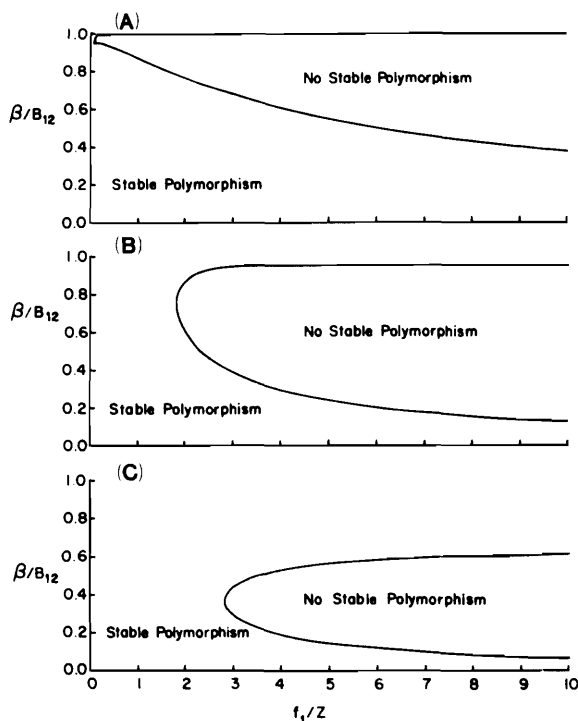 (A)
1.0
0.8
0.6
0.4
0.2
0.0
β/B12
No Stable Polymorphism
Stable Polymorphism
(B)
1.0
0.8
0.6
0.4
0.2
0.0
β/B12
No Stable Polymorphism
Stable Polymorphism
(C)
1.0
0.8
0.6
0.4
0.2
0.0
β/B12
No Stable Polymorphism
Stable Polymorphism
0 1 2 3 4 5 6 7 8 9 10
f1/Z